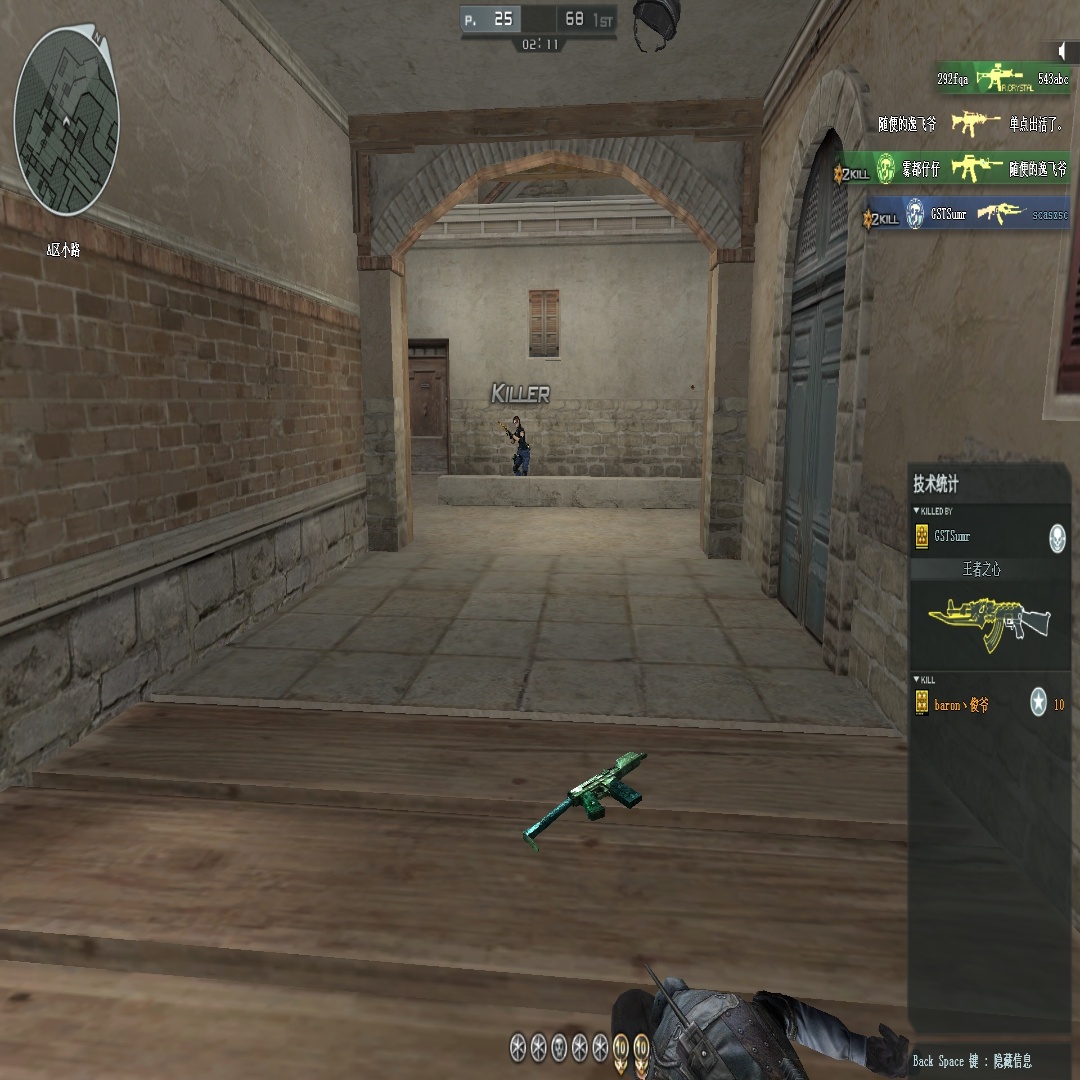 P. 25 68 1ST
02:11
N
A区小路
292fqa R.CRYSTAL 543abc
随便的逸飞爷 单点出活了。
2KILL 雾都仔仔 随便的逸飞爷
2KILL GSTSumr scaszsc
KILLER
技术统计
▼KILLED BY
GSTSumr
王者之心
▼KILL
baron丶俊爷 10
10 10
Back Space 键 : 隐藏信息